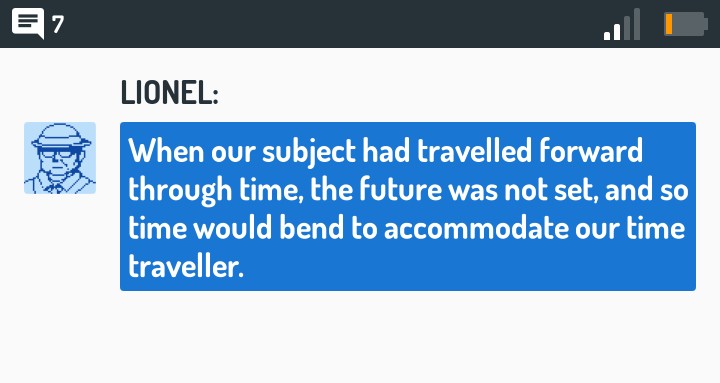 7
LIONEL:
When our subject had travelled forward
through time, the future was not set, and so
time would bend to accommodate our time
traveller.